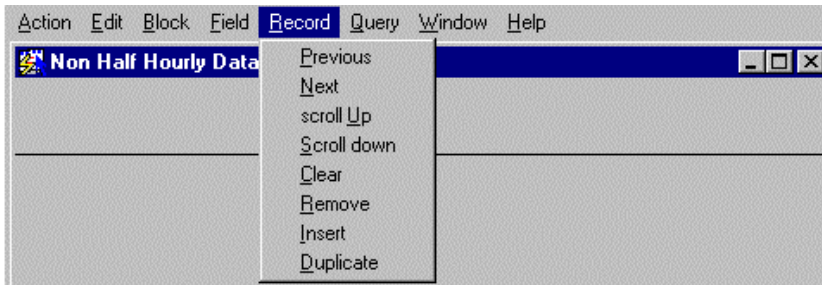 Action Edit Block Field Record Query Window Help
Non Half Hourly Data
Previous
Next
scroll Up
Scroll down
Clear
Remove
Insert
Duplicate